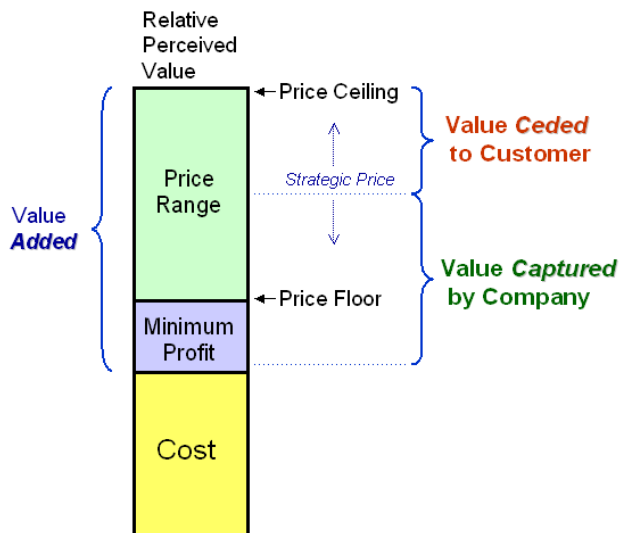 Relative
Perceived
Value
Price Ceiling
Value Ceded
to Customer
Price
Range
Strategic Price
Value
Added
Value Captured
by Company
Price Floor
Minimum
Profit
Cost